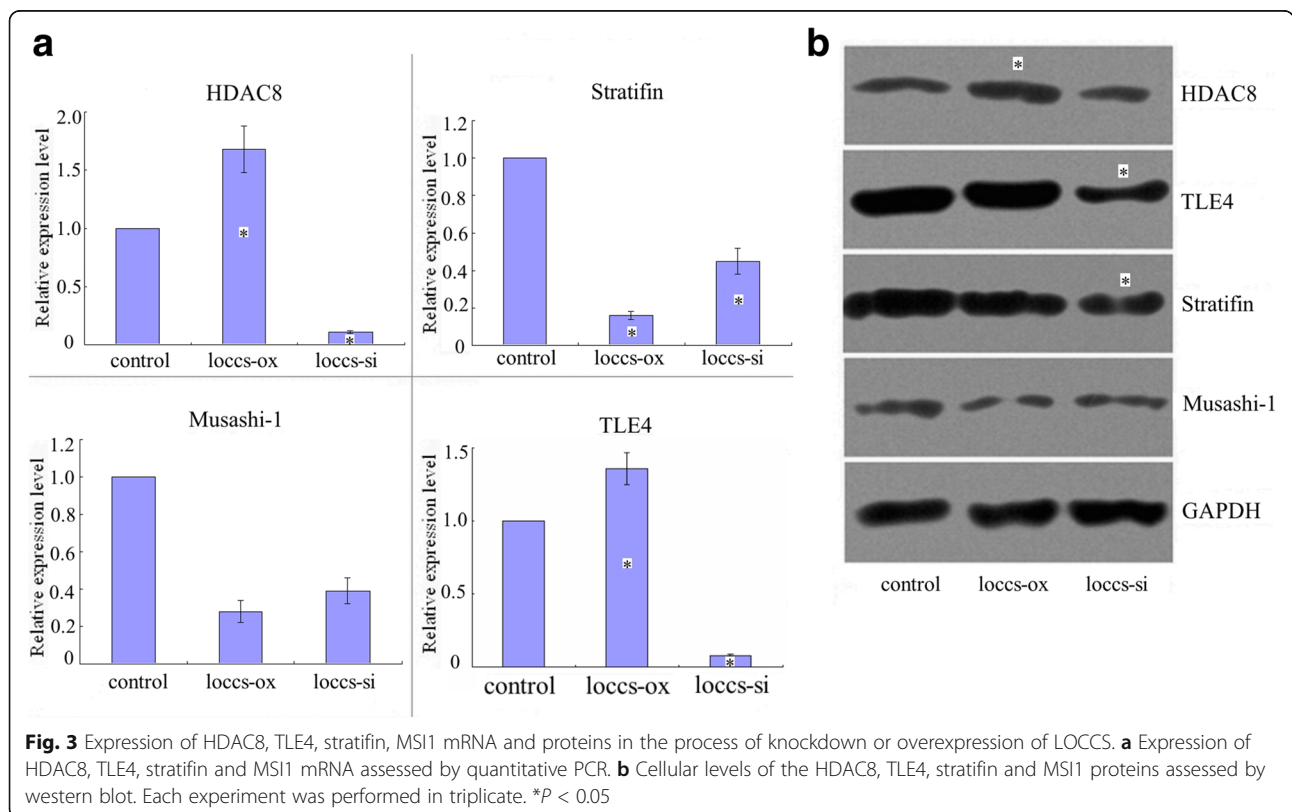 a
HDAC8
Relative expression level
2.0
1.5
1.0
0.5
0
*
*
control loccs-ox loccs-si
Stratifin
Relative expression level
1.2
1.0
0.8
0.6
0.4
0.2
0
*
*
control loccs-ox loccs-si
Musashi-1
Relative expression level
1.2
1.0
0.8
0.6
0.4
0.2
0
control loccs-ox loccs-si
TLE4
Relative expression level
1.5
1.0
0.5
0
*
*
control loccs-ox loccs-si
b
*
HDAC8
*
TLE4
*
Stratifin
Musashi-1
GAPDH
control loccs-ox loccs-si
Fig. 3 Expression of HDAC8, TLE4, stratifin, MSI1 mRNA and proteins in the process of knockdown or overexpression of LOCCS. a Expression of
HDAC8, TLE4, stratifin and MSI1 mRNA assessed by quantitative PCR. b Cellular levels of the HDAC8, TLE4, stratifin and MSI1 proteins assessed by
western blot. Each experiment was performed in triplicate. *P < 0.05